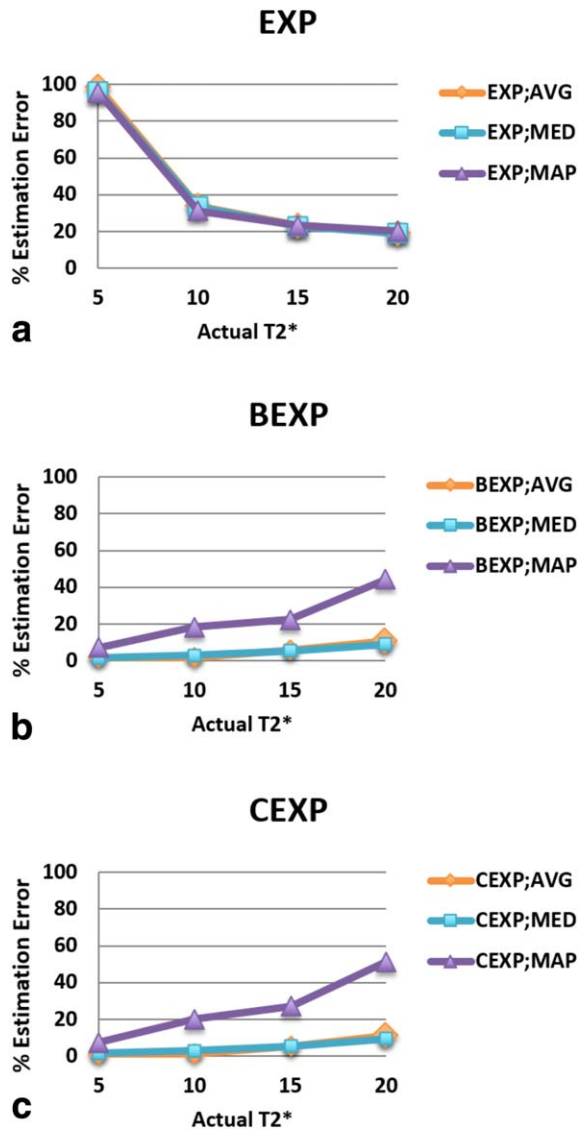 EXP
100
80
60
40
20
0
5 10 15 20
% Estimation Error
Actual T2*
EXP;AVG
EXP;MED
EXP;MAP
a
BEXP
100
80
60
40
20
0
5 10 15 20
% Estimation Error
Actual T2*
BEXP;AVG
BEXP;MED
BEXP;MAP
b
CEXP
100
80
60
40
20
0
5 10 15 20
% Estimation Error
Actual T2*
CEXP;AVG
CEXP;MED
CEXP;MAP
c